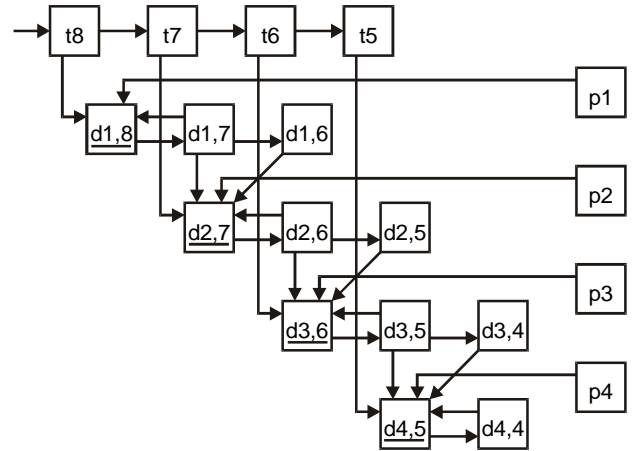 t8 t7 t6 t5
p1
d1,8 d1,7 d1,6
p2
d2,7 d2,6 d2,5
p3
d3,6 d3,5 d3,4
p4
d4,5 d4,4